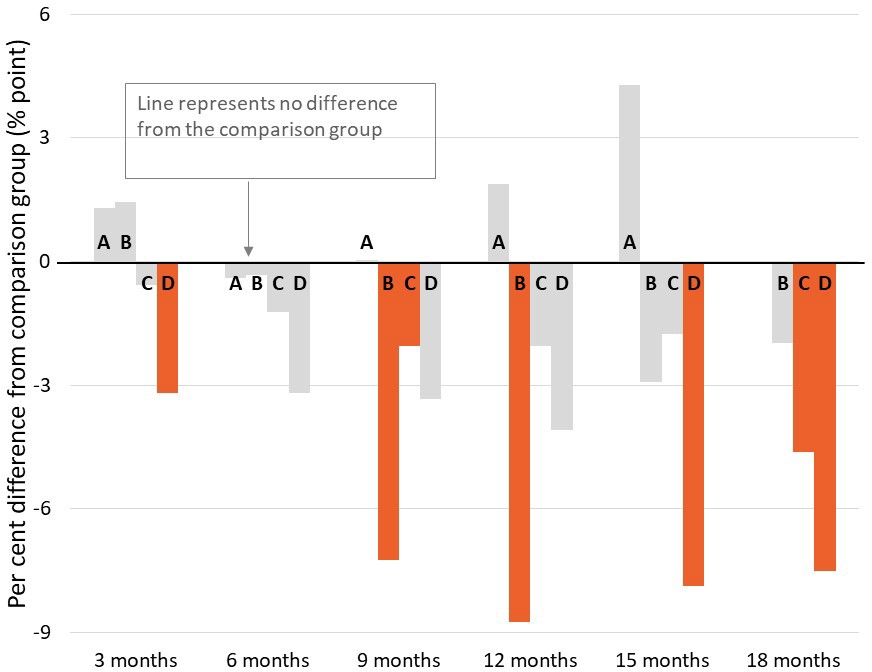 Per cent difference from comparison group (% point)
6
3
0
-3
-6
-9
Line represents no difference
from the comparison group
A B
C D
A B C D
A
B C D
A
B C D
A
B C D
B C D
3 months
6 months
9 months
12 months
15 months
18 months